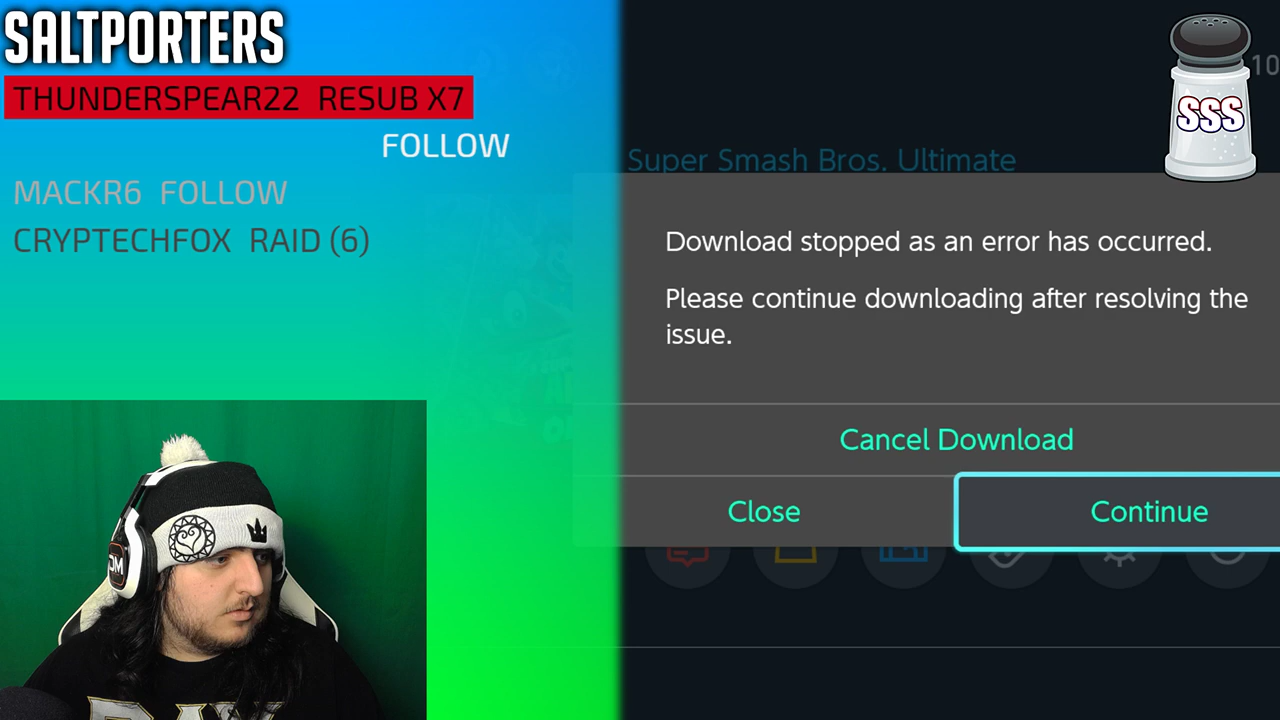 SALTPORTERS
THUNDERSPEAR22 RESUB X7
FOLLOW
MACKR6 FOLLOW
CRYPTECHFOX RAID (6)
SSS
10
Super Smash Bros. Ultimate
Download stopped as an error has occurred.
Please continue downloading after resolving the
issue.
Cancel Download
Close
Continue